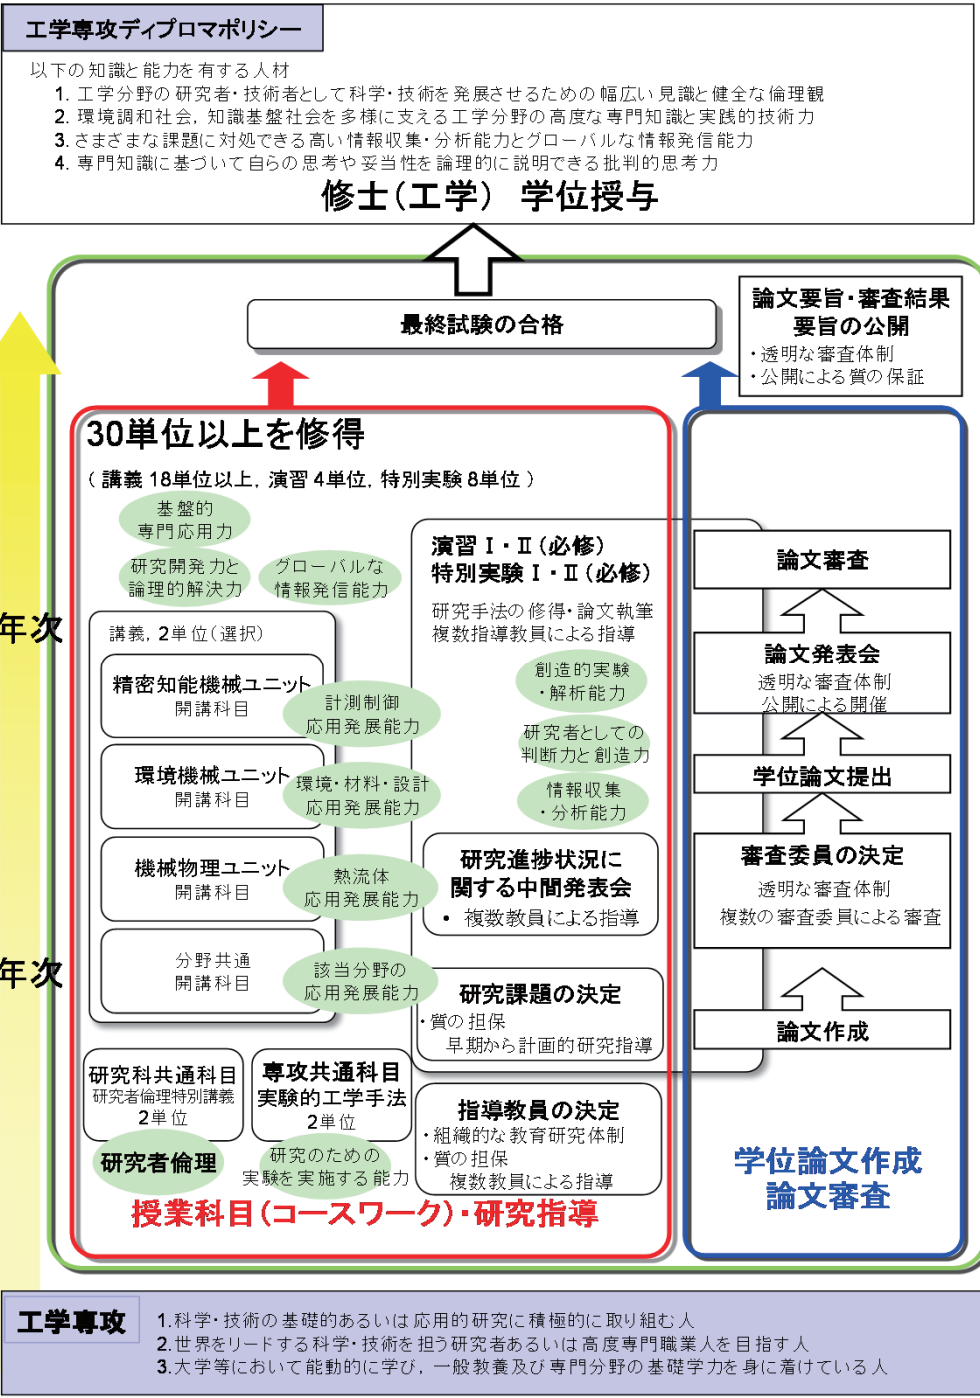 工学専攻ディプロマポリシー
以下の知識と能力を有する人材
1. 工学分野の研究者・技術者として科学・技術を発展させるための幅広い見識と健全な倫理観
2. 環境調和社会, 知識基盤社会を多様に支える工学分野の高度な専門知識と実践的技術力
3. さまざまな課題に対処できる高い情報収集・分析能力とグローバルな情報発信能力
4. 専門知識に基づいて自らの思考や妥当性を論理的に説明できる批判的思考力
修士（工学） 学位授与
最終試験の合格
論文要旨・審査結果
要旨の公開
・透明な審査体制
・公開による質の保証
30単位以上を修得
（ 講義 18単位以上, 演習 4単位, 特別実験 8単位 ）
基盤的
専門応用力
研究開発力と
論理的解決力
グローバルな
情報発信能力
年次
講義, 2単位（選択）
精密知能機械ユニット
開講科目
計測制御
応用発展能力
環境機械ユニット
開講科目
環境・材料・設計
応用発展能力
機械物理ユニット
開講科目
熱流体
応用発展能力
年次
分野共通
開講科目
該当分野の
応用発展能力
演習 I・II（必修）
特別実験 I・II（必修）
研究手法の修得・論文執筆
複数指導教員による指導
創造的実験
・解析能力
研究者としての
判断力と創造力
情報収集
・分析能力
研究進捗状況に
関する中間発表会
• 複数教員による指導
研究課題の決定
・質の担保
早期から計画的研究指導
研究科共通科目
研究者倫理特別講義
2単位
研究者倫理
専攻共通科目
実験的工学手法
2単位
研究のための
実験を実施する能力
指導教員の決定
・組織的な教育研究体制
・質の担保
複数教員による指導
授業科目（コースワーク）・研究指導
論文審査
論文発表会
透明な審査体制
公開による開催
学位論文提出
審査委員の決定
透明な審査体制
複数の審査委員による審査
論文作成
学位論文作成
論文審査
工学専攻
1.科学・技術の基礎的あるいは応用的研究に積極的に取り組む人
2.世界をリードする科学・技術を担う研究者あるいは高度専門職業人を目指す人
3.大学等において能動的に学び, 一般教養及び専門分野の基礎学力を身に着けている人